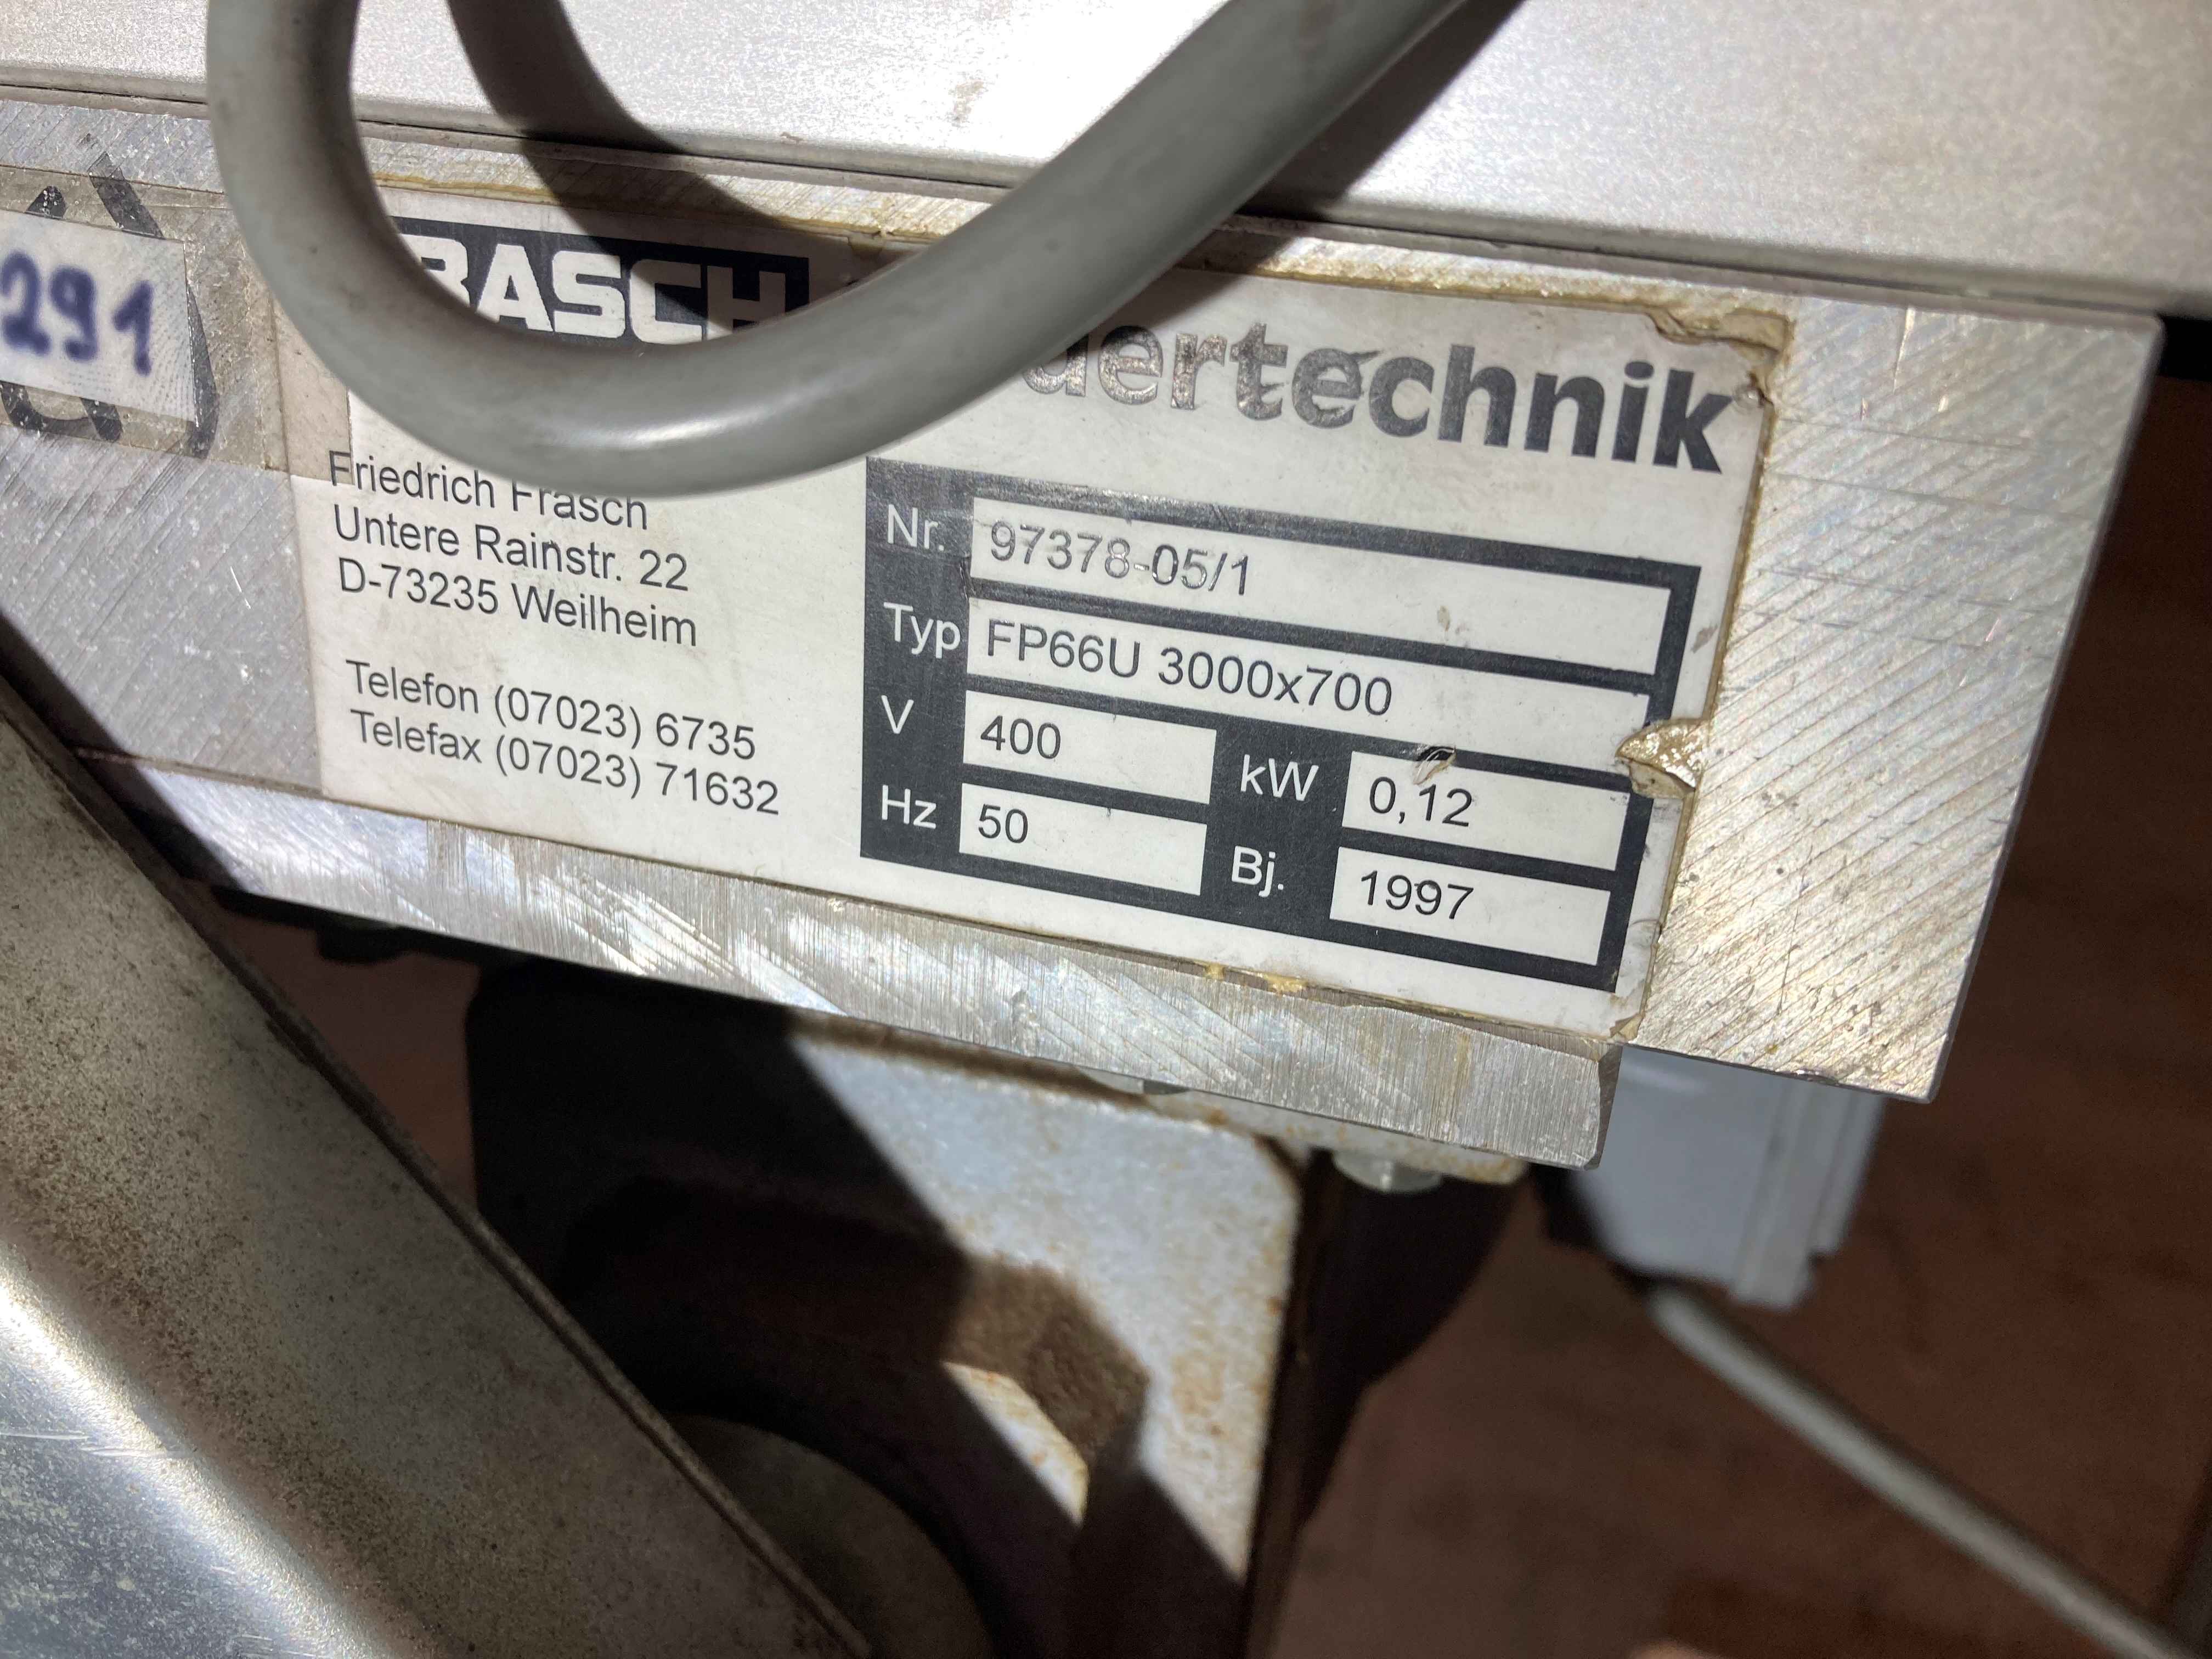 291
RASCH
dertechnik
Friedrich Frasch
Untere Rainstr. 22
D-73235 Weilheim
Telefon (07023) 6735
Telefax (07023) 71632
Nr. 97378-05/1
Typ FP66U 3000x700
V 400 kW 0,12
Hz 50 Bj. 1997